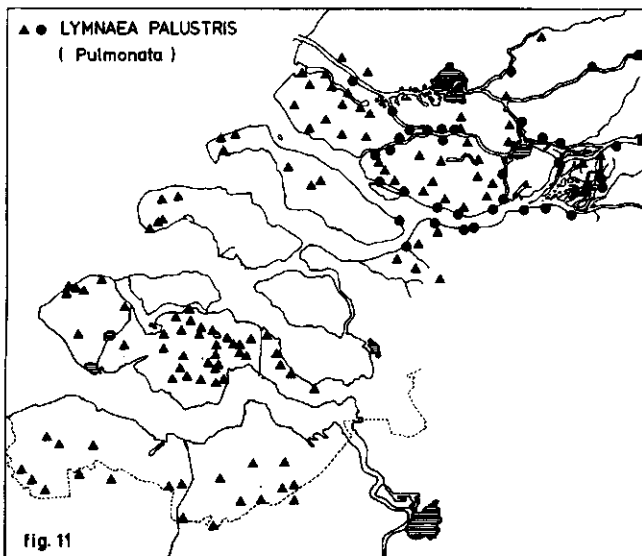 ▲ ● LYMNAEA PALUSTRIS
( Pulmonata )
fig. 11